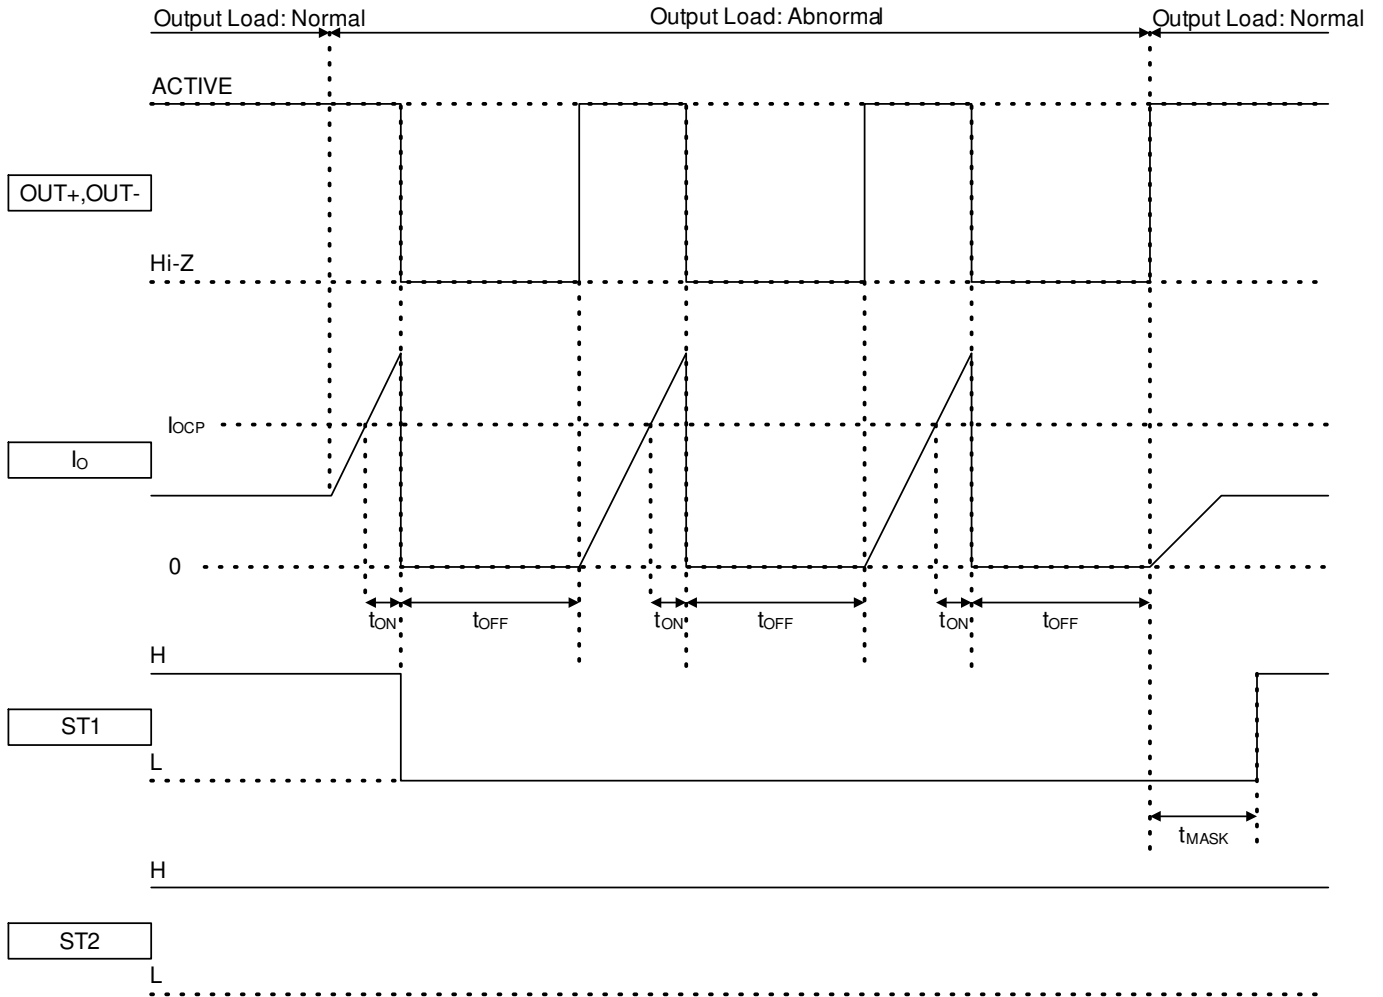 Output Load: Normal
Output Load: Abnormal
Output Load: Normal
ACTIVE
OUT+,OUT-
Hi-Z
IOCP
IO
0
tON
tOFF
tON
tOFF
tON
tOFF
H
ST1
L
tMASK
H
ST2
L